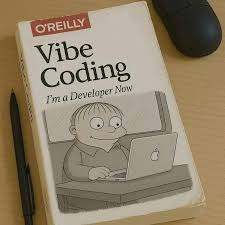 O'REILLY
Vibe
Coding
I'm a Developer Now